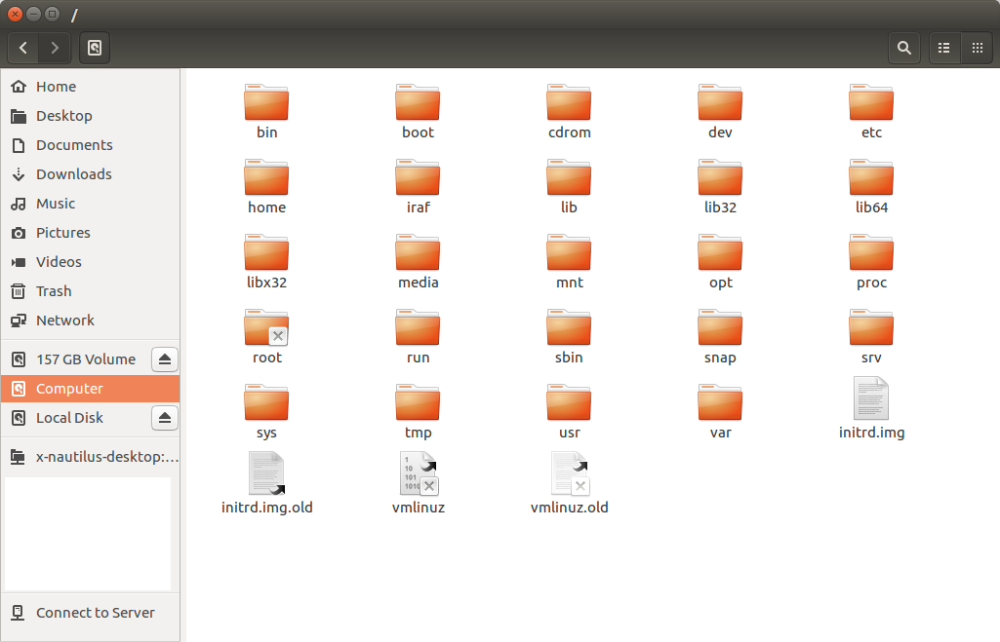 /
Home
Desktop
Documents
Downloads
Music
Pictures
Videos
Trash
Network
157 GB Volume
Computer
Local Disk
x-nautilus-desktop:...
Connect to Server
bin boot cdrom dev etc
home iraf lib lib32 lib64
libx32 media mnt opt proc
root run sbin snap srv
sys tmp usr var initrd.img
initrd.img.old vmlinuz vmlinuz.old